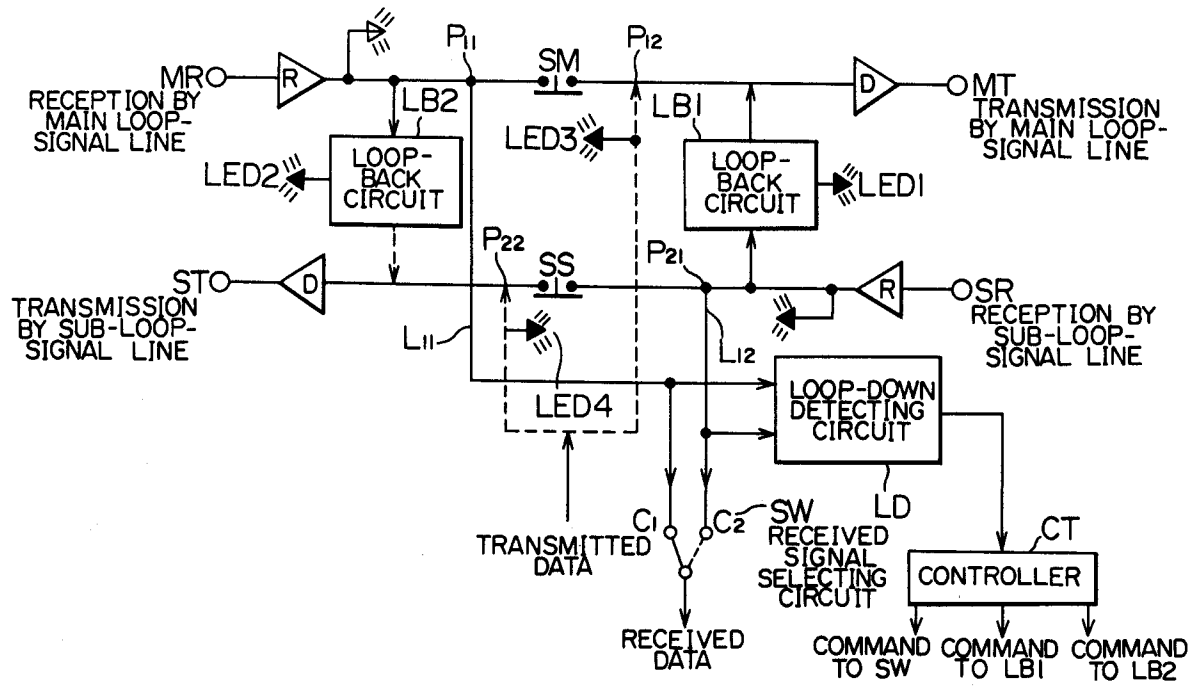 P11
SM
P12
MR
R
D
MT
RECEPTION BY
MAIN LOOP-
SIGNAL LINE
LB2
LB1
TRANSMISSION
BY MAIN LOOP-
SIGNAL LINE
LED3
LOOP-
BACK
CIRCUIT
LED2
LOOP-
BACK
CIRCUIT
LED1
P22
SS
P21
ST
D
R
SR
TRANSMISSION
BY SUB-LOOP-
SIGNAL LINE
RECEPTION BY
SUB-LOOP-
SIGNAL LINE
L11
L12
LED4
LOOP-DOWN
DETECTING
CIRCUIT
LD
TRANSMITTED
DATA
C1
C2
SW
RECEIVED
SIGNAL
SELECTING
CIRCUIT
CT
CONTROLLER
RECEIVED
DATA
COMMAND
TO SW
COMMAND
TO LB1
COMMAND
TO LB2